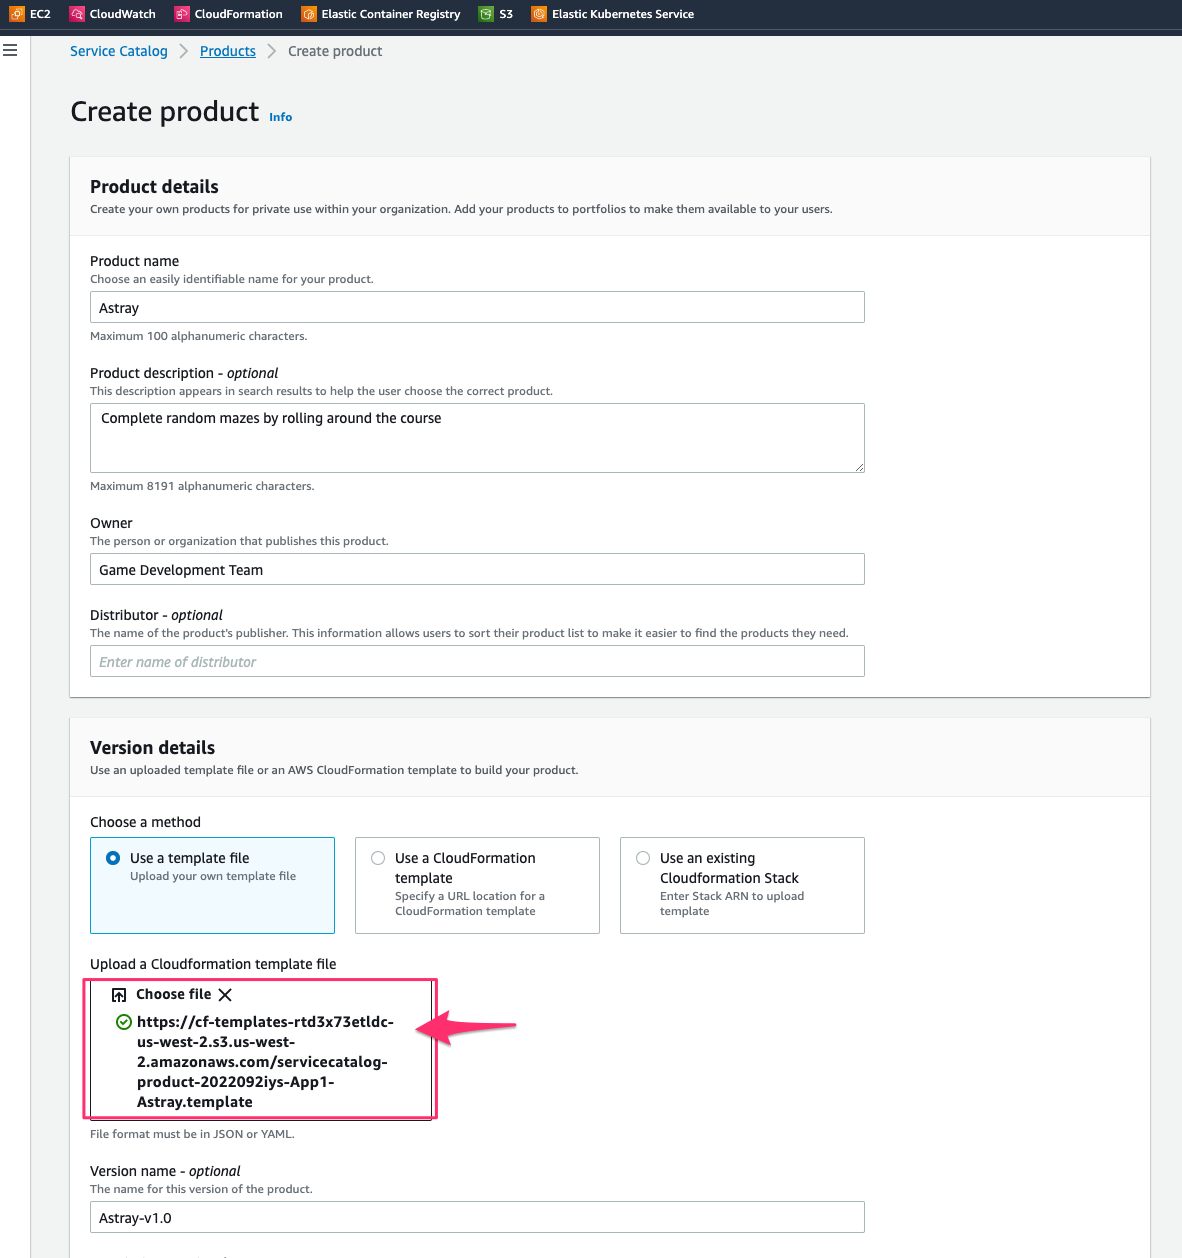 EC2 CloudWatch CloudFormation Elastic Container Registry S3 Elastic Kubernetes Service
Service Catalog Products Create product
Create product Info
Product details
Create your own products for private use within your organization. Add your products to portfolios to make them available to your users.
Product name
Choose an easily identifiable name for your product.
Astray
Maximum 100 alphanumeric characters.
Product description - optional
This description appears in search results to help the user choose the correct product.
Complete random mazes by rolling around the course
Maximum 8191 alphanumeric characters.
Owner
The person or organization that publishes this product.
Game Development Team
Distributor - optional
The name of the product's publisher. This information allows users to sort their product list to make it easier to find the products they need.
Enter name of distributor
Version details
Use an uploaded template file or an AWS CloudFormation template to build your product.
Choose a method
Use a template file
Upload your own template file
Use a CloudFormation
template
Specify a URL location for a
CloudFormation template
Use an existing
Cloudformation Stack
Enter Stack ARN to upload
template
Upload a Cloudformation template file
Choose file
https://cf-templates-rtd3x73etldc-
us-west-2.s3.us-west-
2.amazonaws.com/servicecatalog-
product-2022092iys-App1-
Astray.template
File format must be in JSON or YAML.
Version name - optional
The name for this version of the product.
Astray-v1.0